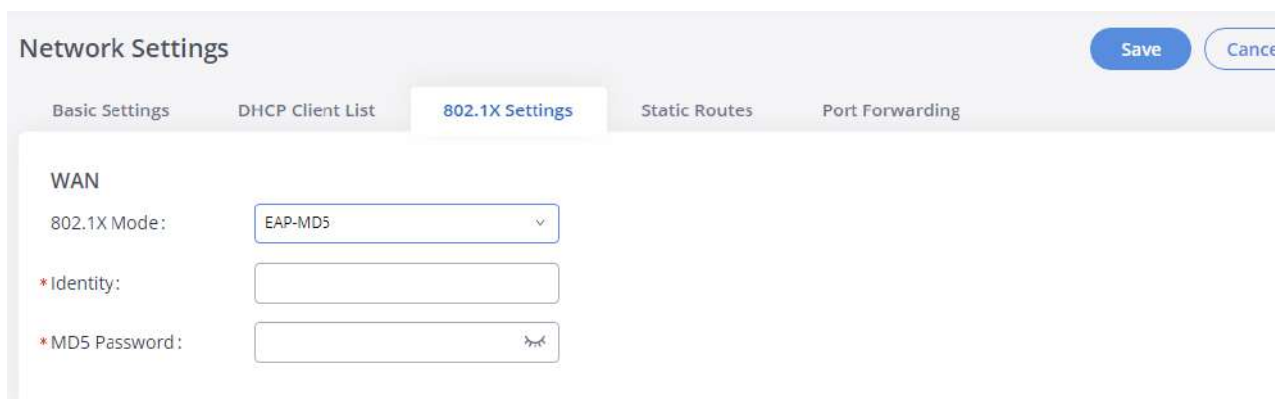 Network Settings
Save Cance
Basic Settings DHCP Client List 802.1X Settings Static Routes Port Forwarding
WAN
802.1X Mode: EAP-MD5
* Identity:
* MD5 Password: